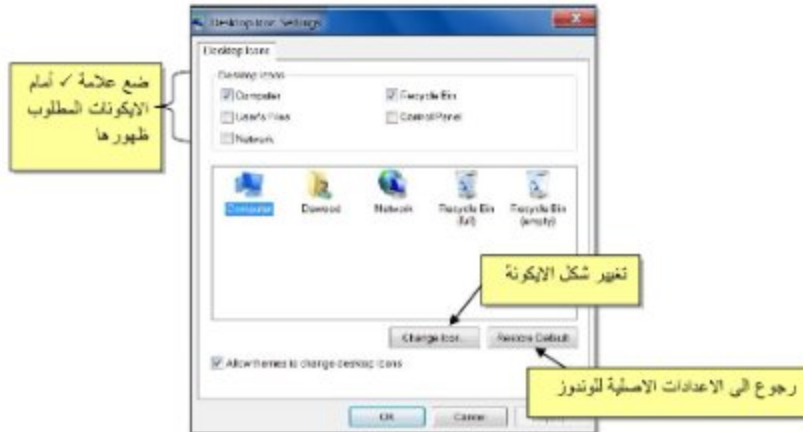 Desktop Icon Settings
Desktop Icons
Desktop Icons
ضع علامة ✓ أمام
الايكونات المطلوب
ظهورها
Computer
Recycle Bin
User's Files
Control Panel
Network
Computer
Dawood
Network
Recycle Bin
(full)
Recycle Bin
(empty)
تغيير شكل الايكونة
Change Icon...
Restore Default
Allow themes to change desktop icons
رجوع الى الاعدادات الاصلية للوندوز
OK
Cancel